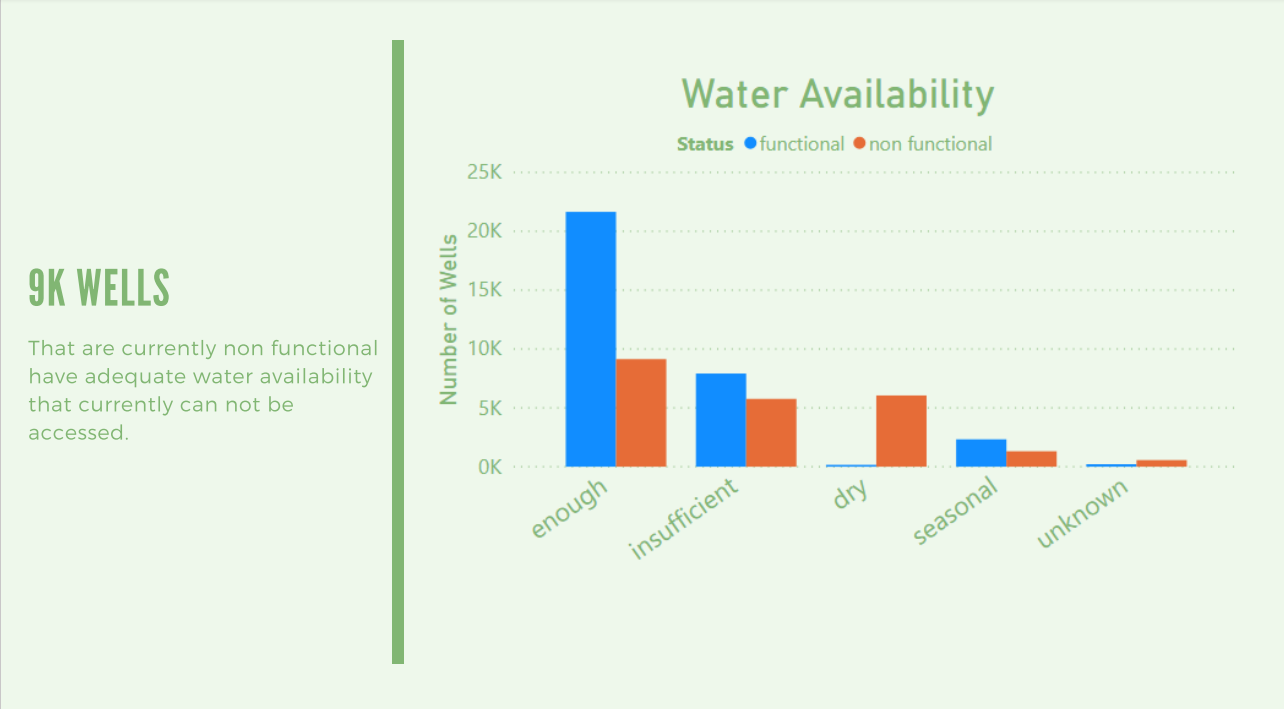 9K WELLS
That are currently non functional
have adequate water availability
that currently can not be
accessed.
Water Availability
Status functional non functional
Number of Wells
25K
20K
15K
10K
5K
0K
enough
insufficient
dry
seasonal
unknown